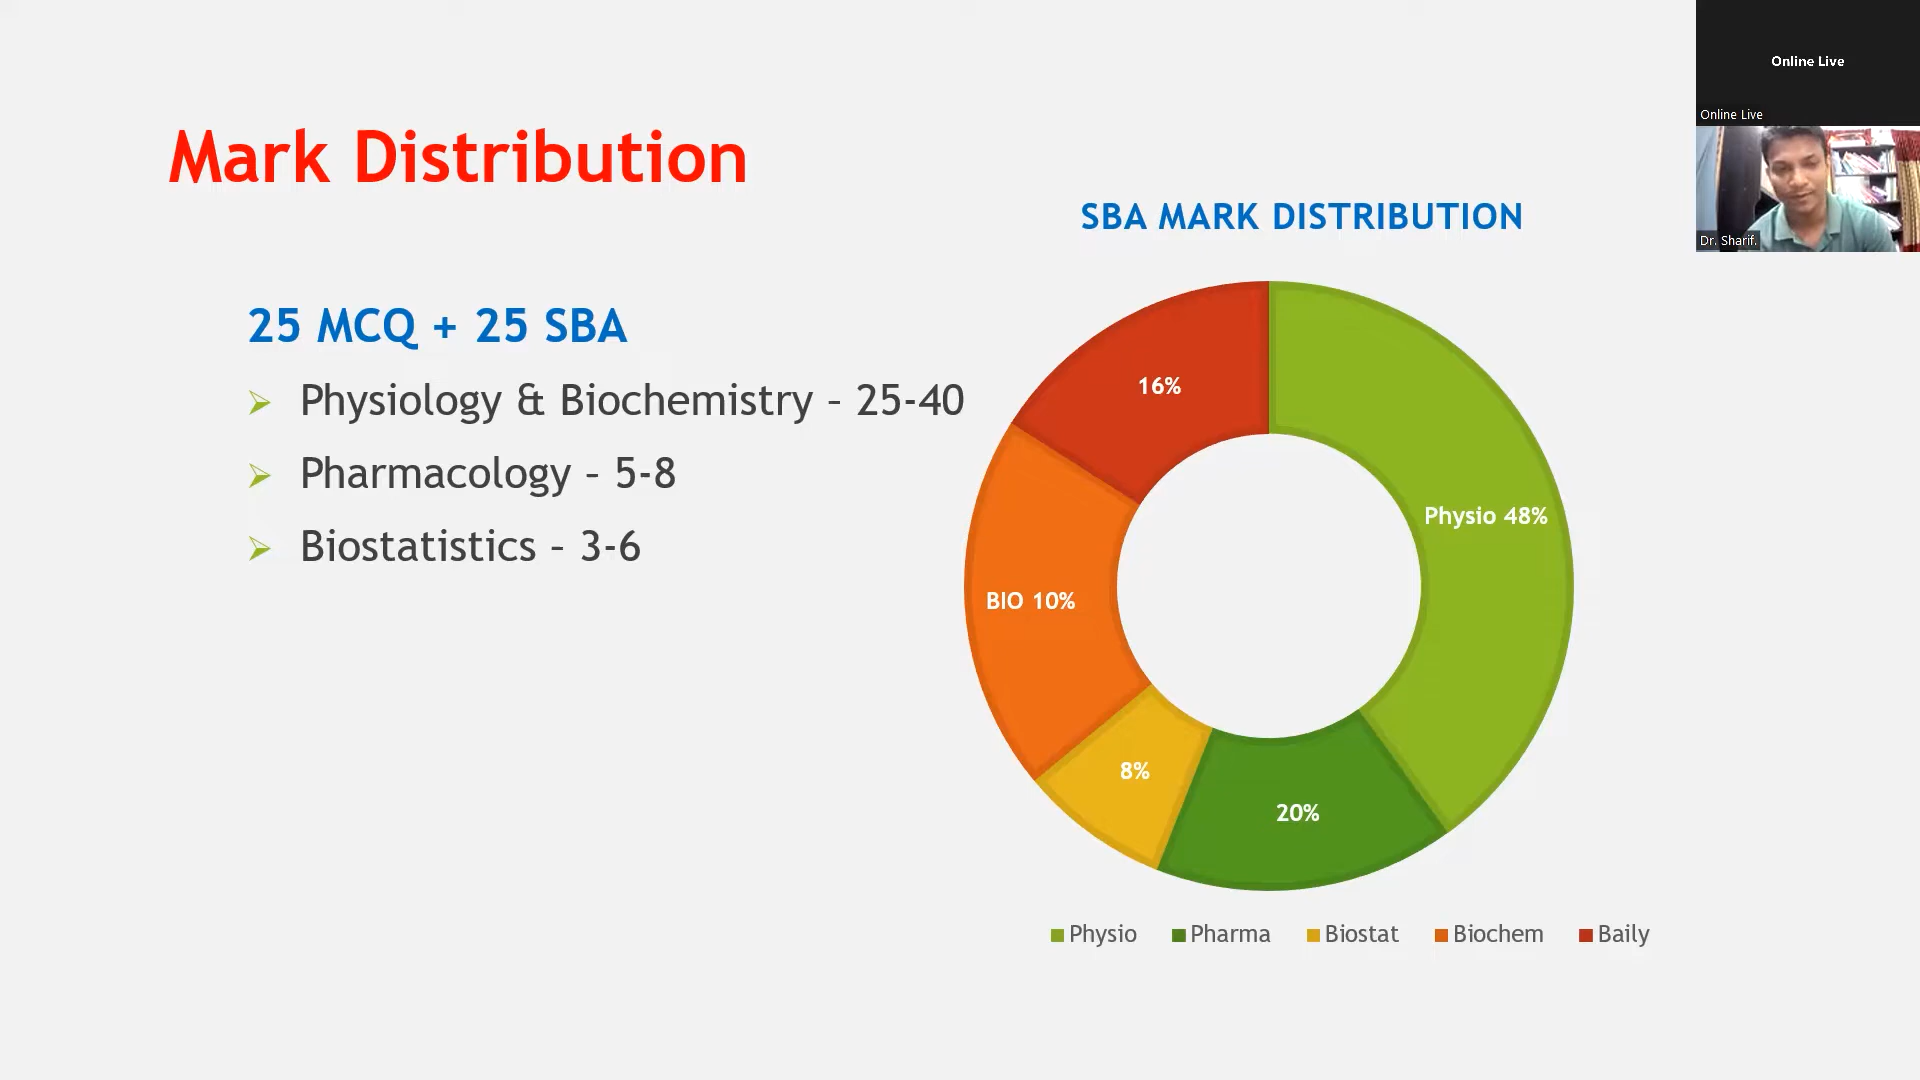 Mark Distribution
25 MCQ + 25 SBA
Physiology & Biochemistry – 25-40
Pharmacology – 5-8
Biostatistics – 3-6
SBA MARK DISTRIBUTION
16%
Physio 48%
BIO 10%
8%
20%
Physio Pharma Biostat Biochem Baily
Online Live
Online Live
Dr. Sharif.